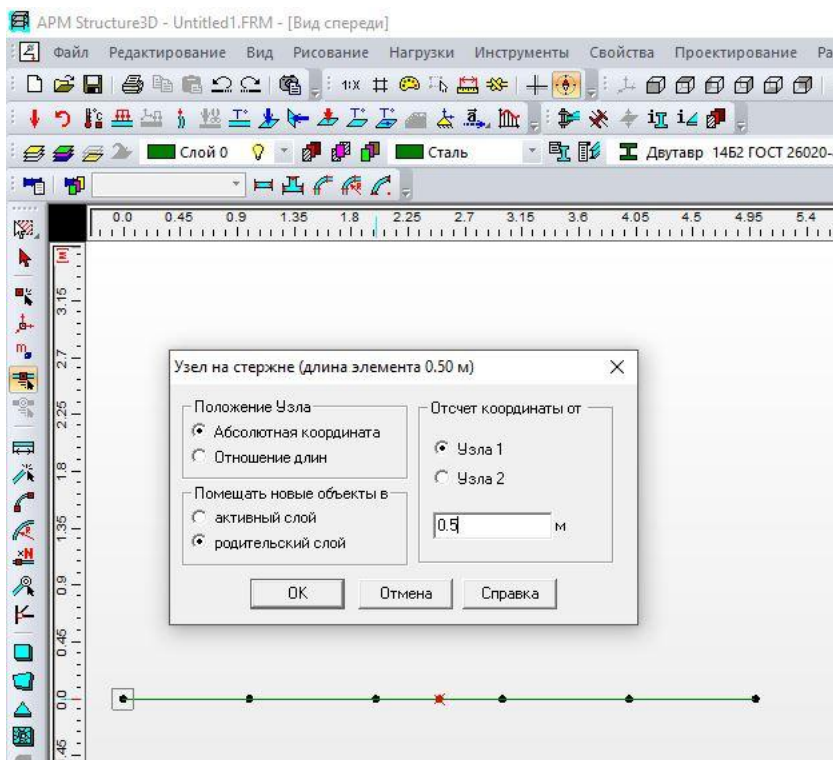 APM Structure3D - Untitled1.FRM - [Вид спереди]
Файл Редактирование Вид Рисование Нагрузки Инструменты Свойства Проектирование Ра
Слой 0 Сталь Двутавр 14Б2 ГОСТ 26020-
0.0 0.45 0.9 1.35 1.8 2.25 2.7 3.15 3.6 4.05 4.5 4.95 5.4
3.15
2.7
2.25
1.8
1.35
0.9
0.45
0.0
.45
Узел на стержне (длина элемента 0.50 м)
Положение Узла
Абсолютная координата
Отношение длин
Помещать новые объекты в
активный слой
родительский слой
Отсчет координаты от
Узла 1
Узла 2
0.5 м
ОК Отмена Справка